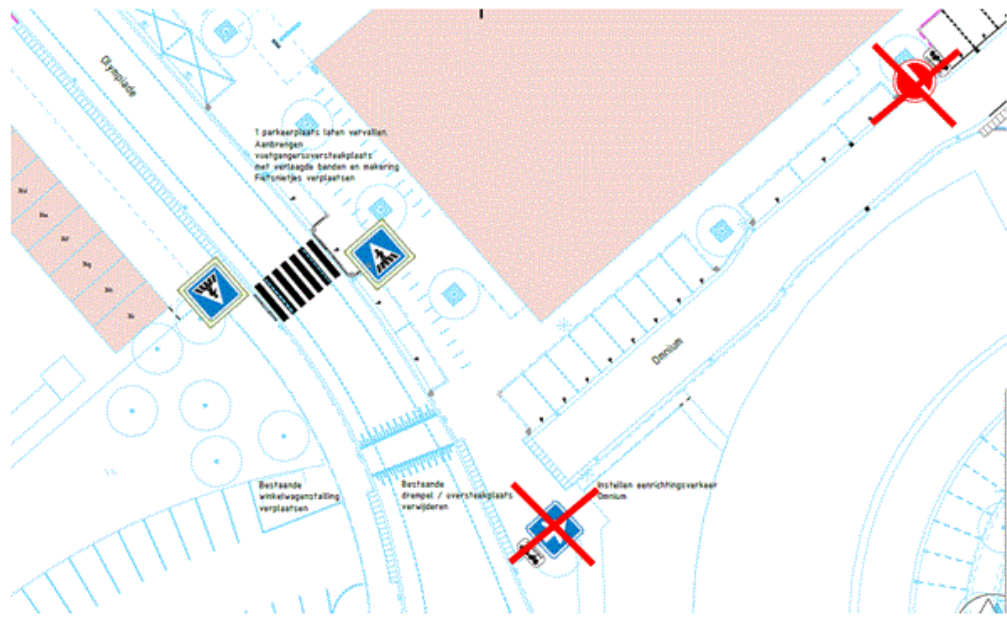 Olympiade
1 parkeerplaats laten vervallen
Aanbrengen
voetgangersoversteekplaats
met verlaagde banden en makering
Fietsnietjes verplaatsen
Omnium
Bestaande
winkelwagenstalling
verplaatsen
Bestaande
drempel / oversteekplaats
verwijderen
Instellen eenrichtingsverkeer
Omnium